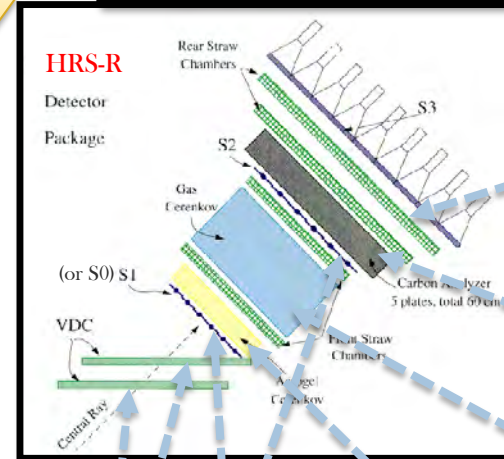 HRS-R
Detector
Package
Rear Straw
Chambers
S3
S2
Gas
Cerenkov
(or S0) S1
VDC
Carbon Analyzer
5 plates, total 60 cm
Front Straw
Chambers
Cerenkov
Central Ray